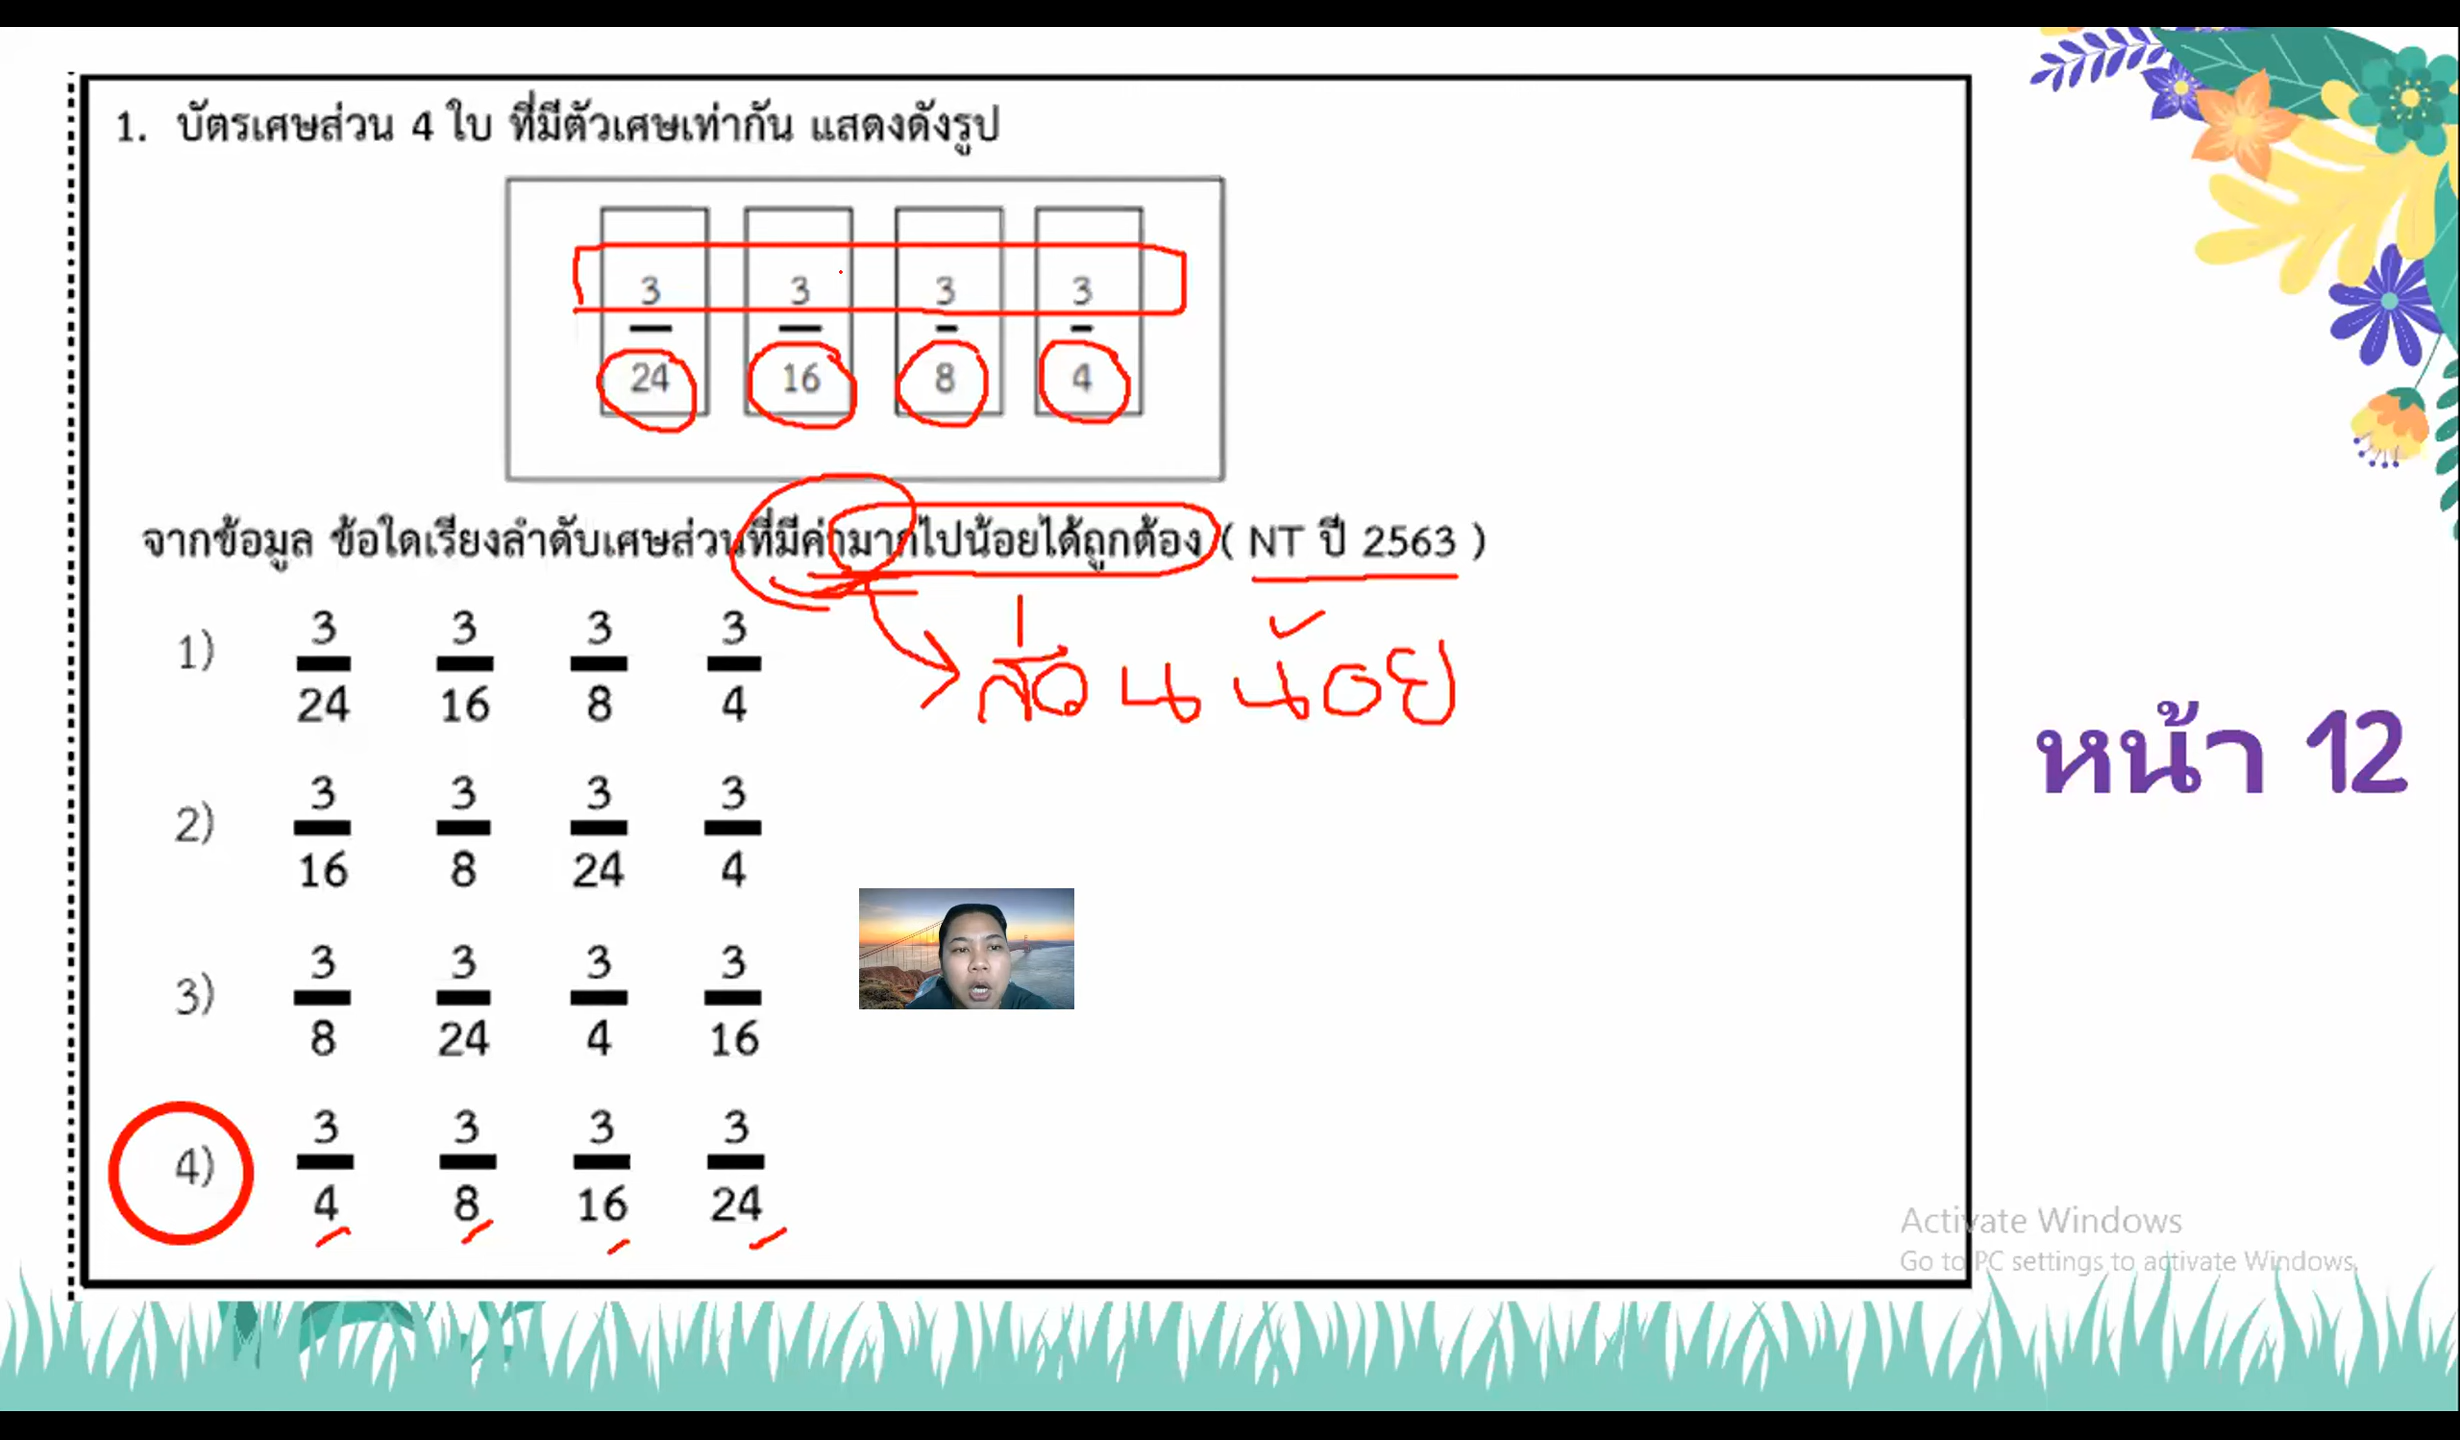 1. บัตรเศษส่วน 4 ใบ ที่มีตัวเศษเท่ากัน แสดงดังรูป
3 3 3 3
24 16 8 4
จากข้อมูล ข้อใดเรียงลำดับเศษส่วนที่มีค่ามากไปน้อยได้ถูกต้อง ( NT ปี 2563 )
ก้อนน้อย
1) 3 3 3 3
24 16 8 4
2) 3 3 3 3
16 8 24 4
3) 3 3 3 3
8 24 4 16
4) 3 3 3 3
4 8 16 24
หน้า 12
Activate Windows
Go to PC settings to activate Windows.